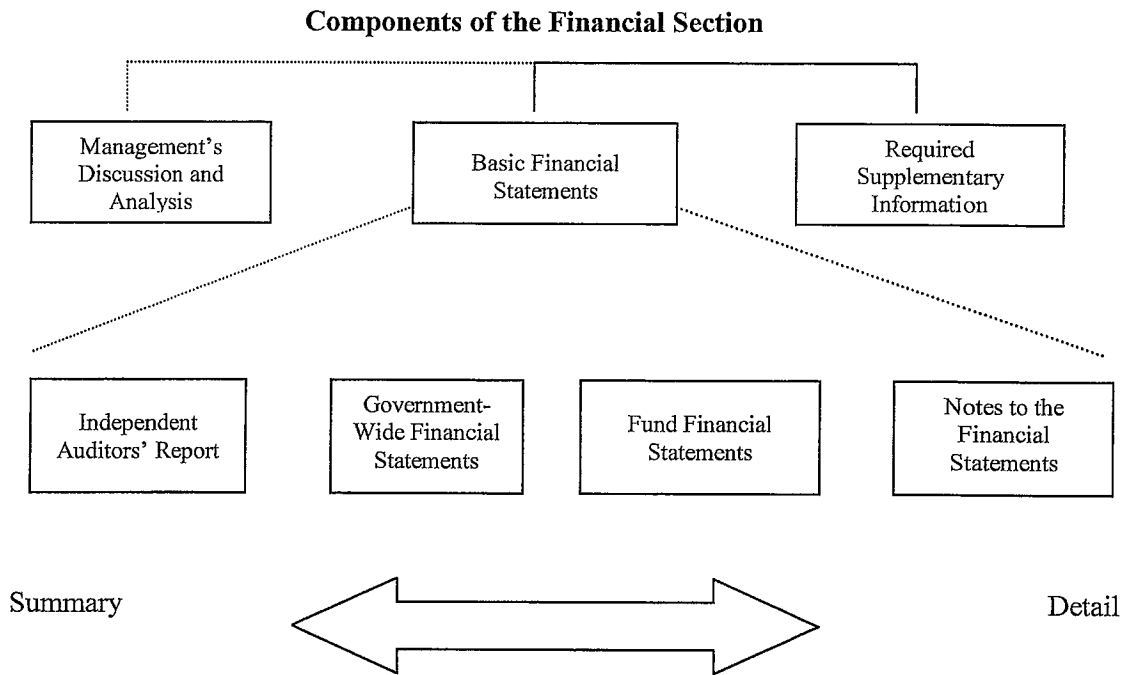 Components of the Financial Section
Management's
Discussion and
Analysis
Basic Financial
Statements
Required
Supplementary
Information
Independent
Auditors' Report
Government-
Wide Financial
Statements
Fund Financial
Statements
Notes to the
Financial
Statements
Summary
Detail